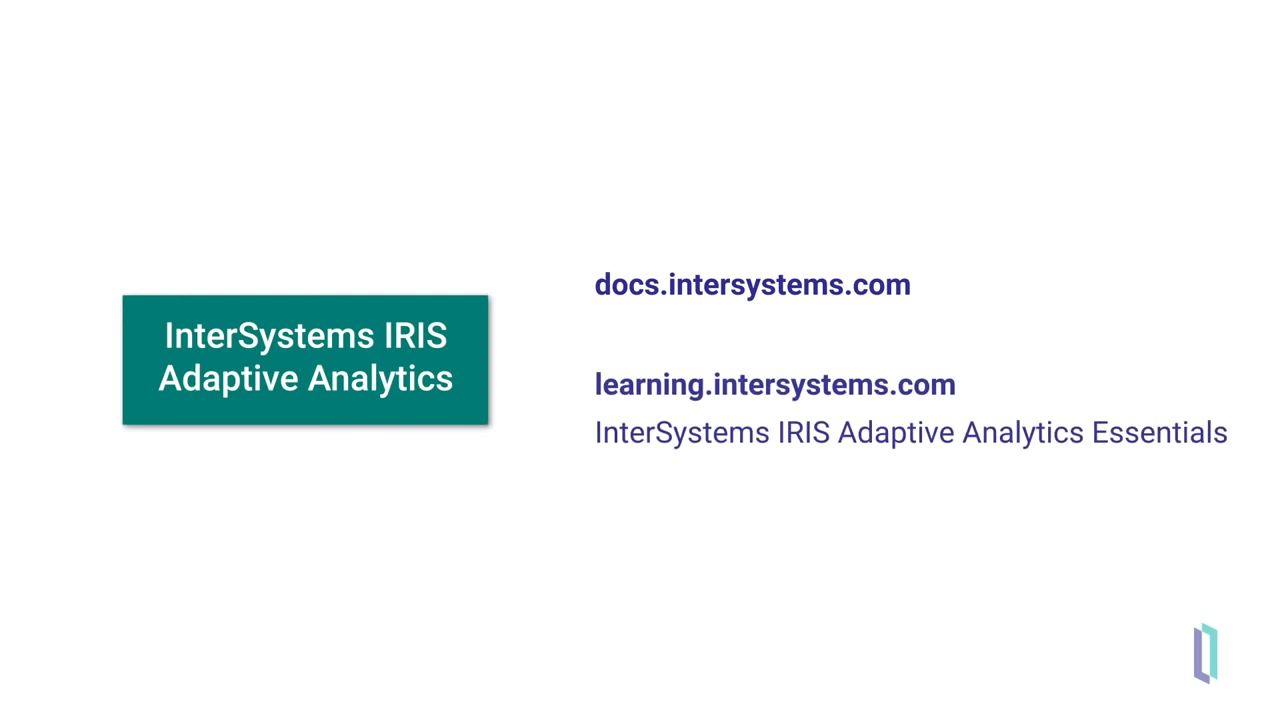 InterSystems IRIS
Adaptive Analytics
docs.intersystems.com
learning.intersystems.com
InterSystems IRIS Adaptive Analytics Essentials